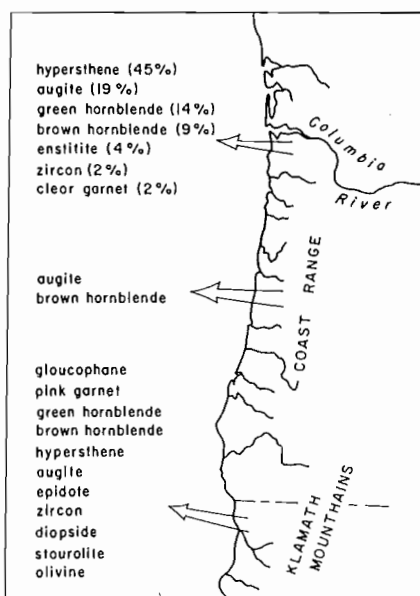 hypersthene (45%)
augite (19%)
green hornblende (14%)
brown hornblende (9%)
enstitite (4%)
zircon (2%)
cleor garnet (2%)
Columbia
River
augite
brown hornblende
COAST RANGE
gloucophane
pink garnet
green hornblende
brown hornblende
hypersthene
augite
epidote
zircon
diopside
stourolite
olivine
KLAMATH
MOUNTHAINS